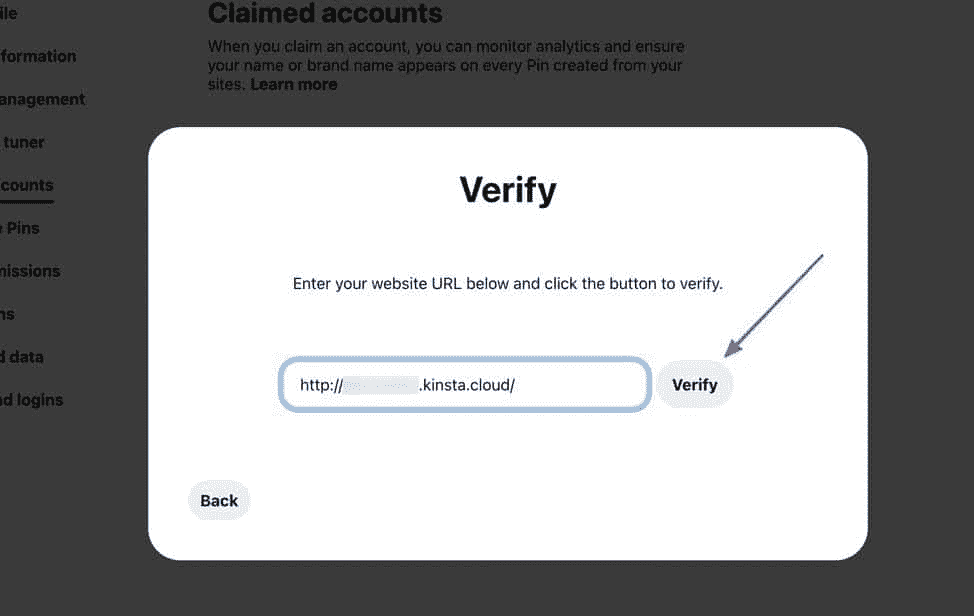 Claimed accounts
When you claim an account, you can monitor analytics and ensure
your name or brand name appears on every Pin created from your
sites. Learn more
ile
formation
anagement
tuner
counts
e Pins
missions
ns
d data
nd logins
Verify
Enter your website URL below and click the button to verify.
http:// .kinsta.cloud/
Verify
Back